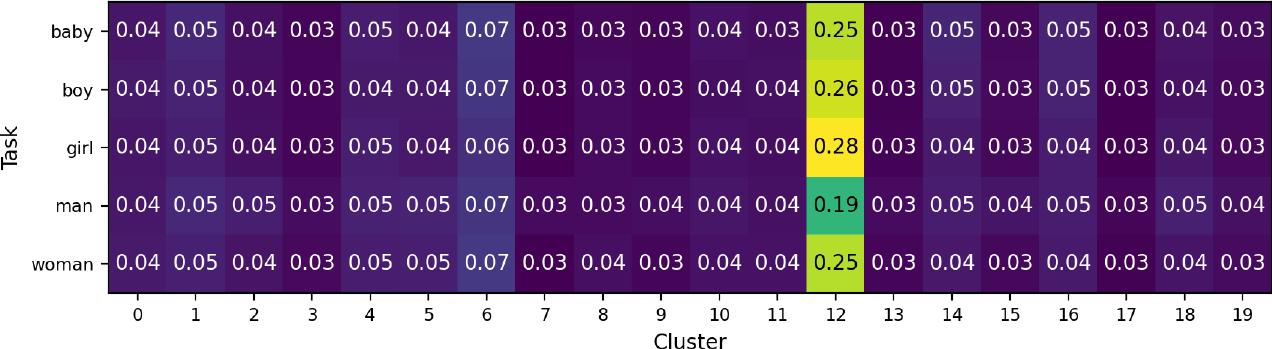 Task
baby 0.04 0.05 0.04 0.03 0.05 0.04 0.07 0.03 0.03 0.03 0.04 0.03 0.25 0.03 0.05 0.03 0.05 0.03 0.04 0.03
boy 0.04 0.05 0.04 0.03 0.04 0.04 0.07 0.03 0.03 0.03 0.04 0.04 0.26 0.03 0.05 0.03 0.05 0.03 0.04 0.03
girl 0.04 0.05 0.04 0.03 0.05 0.04 0.06 0.03 0.03 0.03 0.04 0.04 0.28 0.03 0.04 0.03 0.04 0.03 0.04 0.03
man 0.04 0.05 0.05 0.03 0.05 0.05 0.07 0.03 0.03 0.04 0.04 0.04 0.19 0.03 0.05 0.04 0.05 0.03 0.05 0.04
woman 0.04 0.05 0.04 0.03 0.05 0.05 0.07 0.03 0.04 0.03 0.04 0.04 0.25 0.03 0.04 0.03 0.04 0.03 0.04 0.03
0 1 2 3 4 5 6 7 8 9 10 11 12 13 14 15 16 17 18 19
Cluster